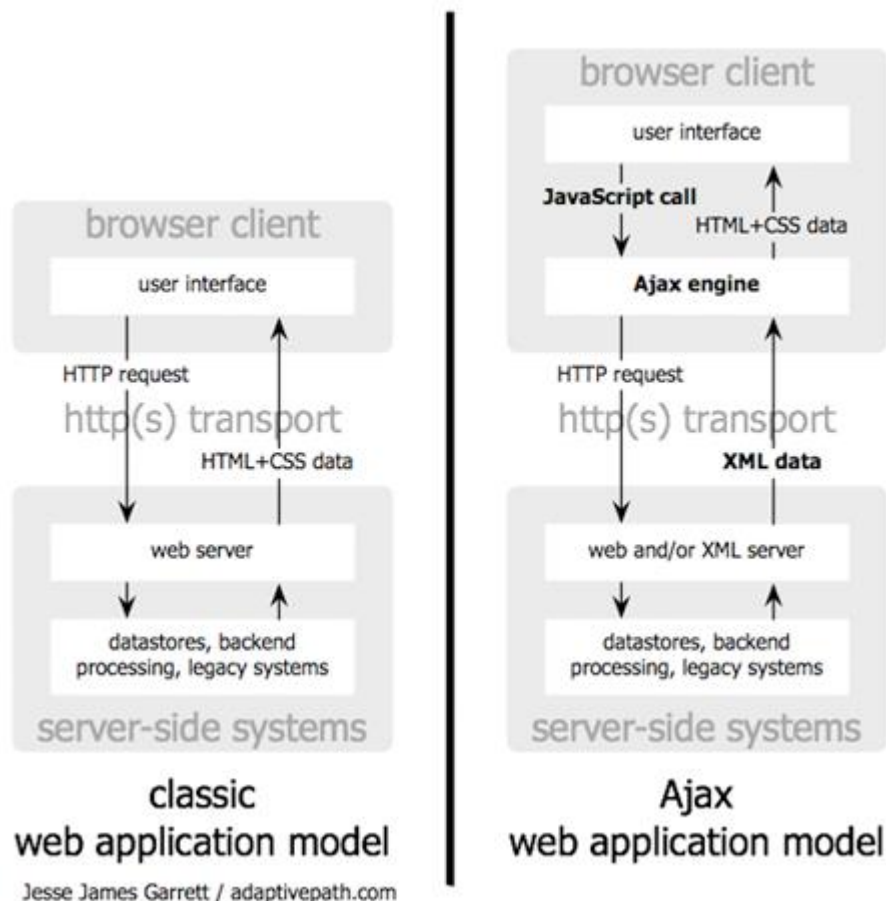 browser client
user interface
HTTP request
http(s) transport
HTML+CSS data
web server
datastores, backend
processing, legacy systems
server-side systems
classic
web application model
Jesse James Garrett / adaptivepath.com
browser client
user interface
JavaScript call
HTML+CSS data
Ajax engine
HTTP request
http(s) transport
XML data
web and/or XML server
datastores, backend
processing, legacy systems
server-side systems
Ajax
web application model